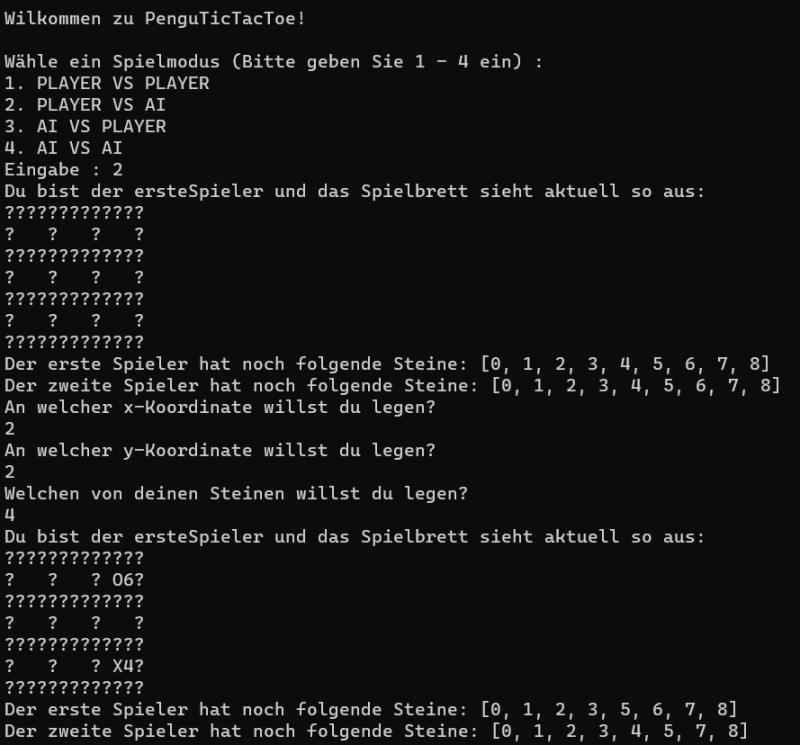 Wilkommen zu PenguTicTacToe!

Wähle ein Spielmodus (Bitte geben Sie 1 - 4 ein) :
1. PLAYER VS PLAYER
2. PLAYER VS AI
3. AI VS PLAYER
4. AI VS AI
Eingabe : 2
Du bist der ersteSpieler und das Spielbrett sieht aktuell so aus:
?????????????
?   ?   ?   ?
?????????????
?   ?   ?   ?
?????????????
?   ?   ?   ?
?????????????
Der erste Spieler hat noch folgende Steine: [0, 1, 2, 3, 4, 5, 6, 7, 8]
Der zweite Spieler hat noch folgende Steine: [0, 1, 2, 3, 4, 5, 6, 7, 8]
An welcher x-Koordinate willst du legen?
2
An welcher y-Koordinate willst du legen?
2
Welchen von deinen Steinen willst du legen?
4
Du bist der ersteSpieler und das Spielbrett sieht aktuell so aus:
?????????????
?   ?   ? O6?
?????????????
?   ?   ?   ?
?????????????
?   ?   ? X4?
?????????????
Der erste Spieler hat noch folgende Steine: [0, 1, 2, 3, 5, 6, 7, 8]
Der zweite Spieler hat noch folgende Steine: [0, 1, 2, 3, 4, 5, 7, 8]